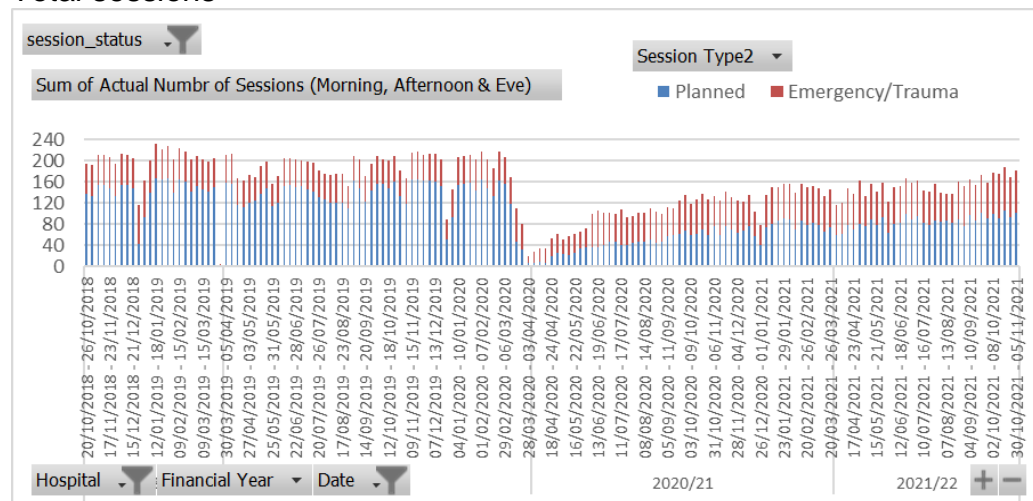 Total sessions
session_status
Session Type2
Sum of Actual Numbr of Sessions (Morning, Afternoon & Eve)
Planned
Emergency/Trauma
240
200
160
120
80
40
0
20/10/2018 - 26/10/2018
17/11/2018 - 23/11/2018
15/12/2018 - 21/12/2018
12/01/2019 - 18/01/2019
09/02/2019 - 15/02/2019
09/03/2019 - 15/03/2019
30/03/2019 - 05/04/2019
27/04/2019 - 03/05/2019
25/05/2019 - 31/05/2019
22/06/2019 - 28/06/2019
20/07/2019 - 26/07/2019
17/08/2019 - 23/08/2019
14/09/2019 - 20/09/2019
12/10/2019 - 18/10/2019
09/11/2019 - 15/11/2019
07/12/2019 - 13/12/2019
04/01/2020 - 10/01/2020
01/02/2020 - 07/02/2020
29/02/2020 - 06/03/2020
28/03/2020 - 03/04/2020
18/04/2020 - 24/04/2020
16/05/2020 - 22/05/2020
13/06/2020 - 19/06/2020
11/07/2020 - 17/07/2020
08/08/2020 - 14/08/2020
05/09/2020 - 11/09/2020
03/10/2020 - 09/10/2020
31/10/2020 - 06/11/2020
28/11/2020 - 04/12/2020
26/12/2020 - 01/01/2021
23/01/2021 - 29/01/2021
20/02/2021 - 26/02/2021
20/03/2021 - 26/03/2021
17/04/2021 - 23/04/2021
15/05/2021 - 21/05/2021
12/06/2021 - 18/06/2021
10/07/2021 - 16/07/2021
07/08/2021 - 13/08/2021
04/09/2021 - 10/09/2021
02/10/2021 - 08/10/2021
30/10/2021 - 05/11/2021
Hospital
Financial Year
Date
2020/21
2021/22